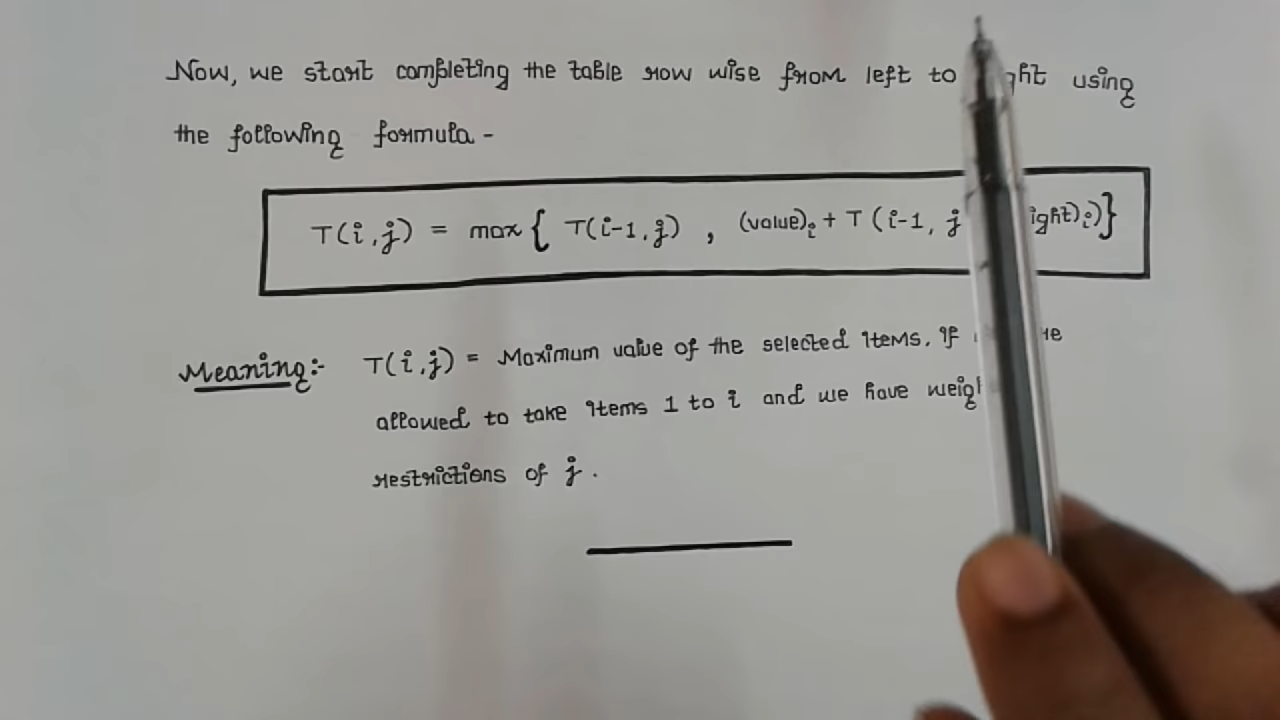 Now, we start completing the table row wise from left to using
the following formula -
T(i,j) = max{ T(i-1,j) , (value)i + T(i-1, j )i)}
Meaning:- T(i,j) = Maximum value of the selected items, if
allowed to take items 1 to i and we have
restrictions of j.